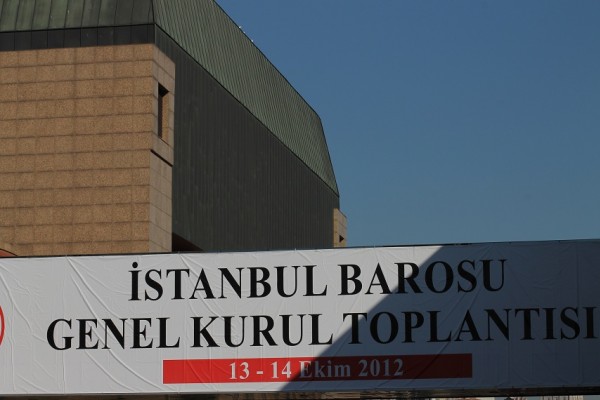 İSTANBUL BAROSU
GENEL KURUL TOPLANTISI
13 - 14 Ekim 2012